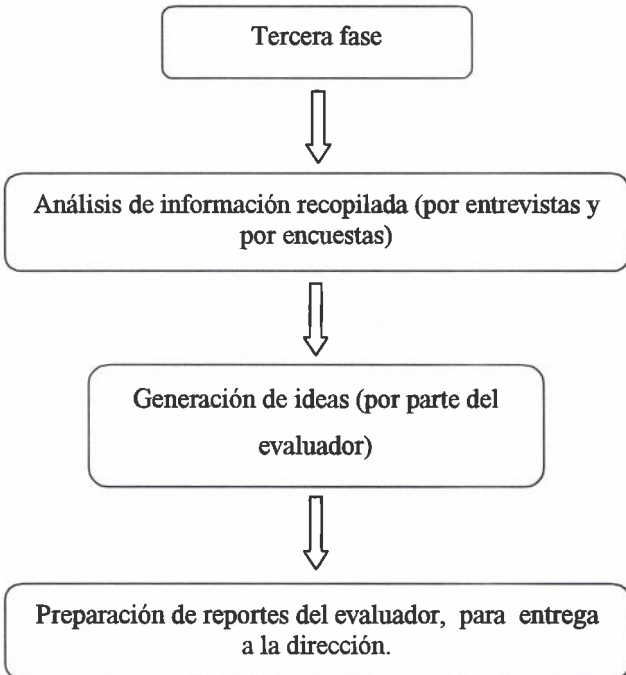 Tercera fase
Análisis de información recopilada (por entrevistas y
por encuestas)
Generación de ideas (por parte del
evaluador)
Preparación de reportes del evaluador, para entrega
a la dirección.